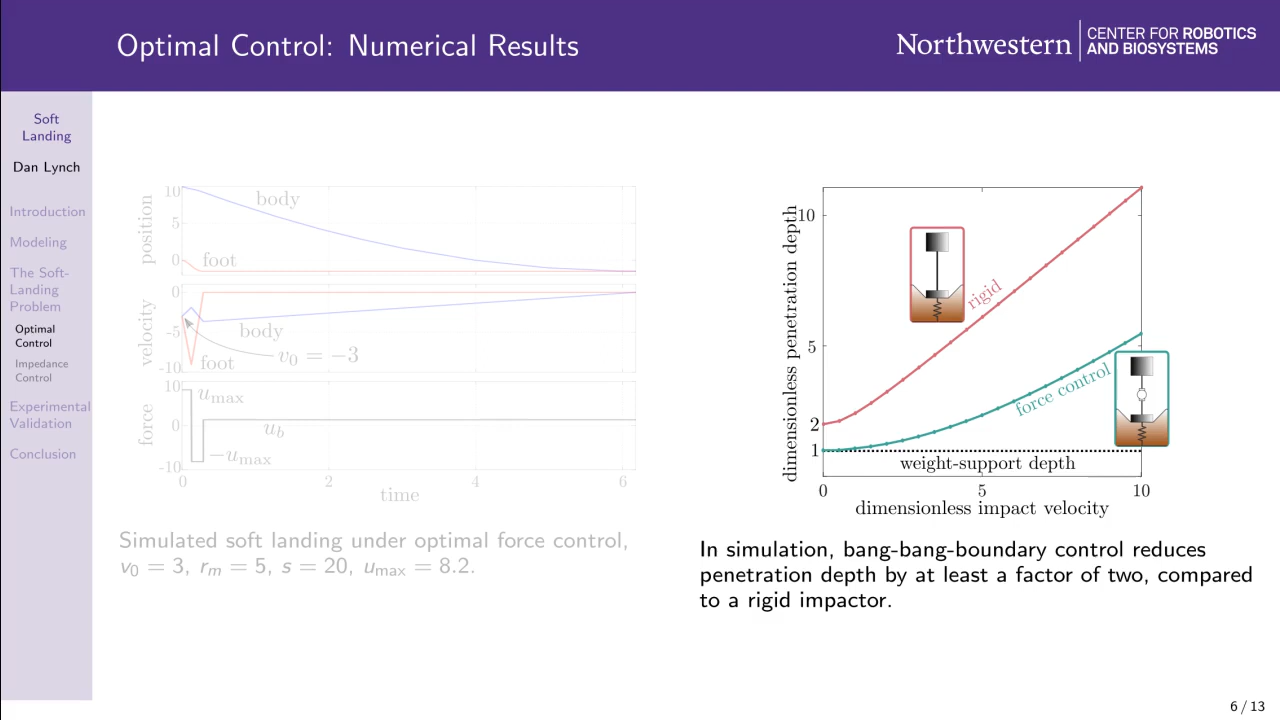 Optimal Control: Numerical Results
Northwestern
CENTER FOR ROBOTICS
AND BIOSYSTEMS
Soft
Landing
Dan Lynch
Introduction
Modeling
The Soft-
Landing
Problem
Optimal
Control
Impedance
Control
Experimental
Validation
Conclusion
position
10
5
0
body
foot
velocity
0
-5
-10
body
foot
v₀ = −3
force
10
0
-10
u_max
u_b
−u_max
0 2 4 6
time
Simulated soft landing under optimal force control,
v₀ = 3, r_m = 5, s = 20, u_max = 8.2.
dimensionless penetration depth
10
5
2
1
rigid
force control
weight-support depth
0 5 10
dimensionless impact velocity
In simulation, bang-bang-boundary control reduces
penetration depth by at least a factor of two, compared
to a rigid impactor.
6 / 13